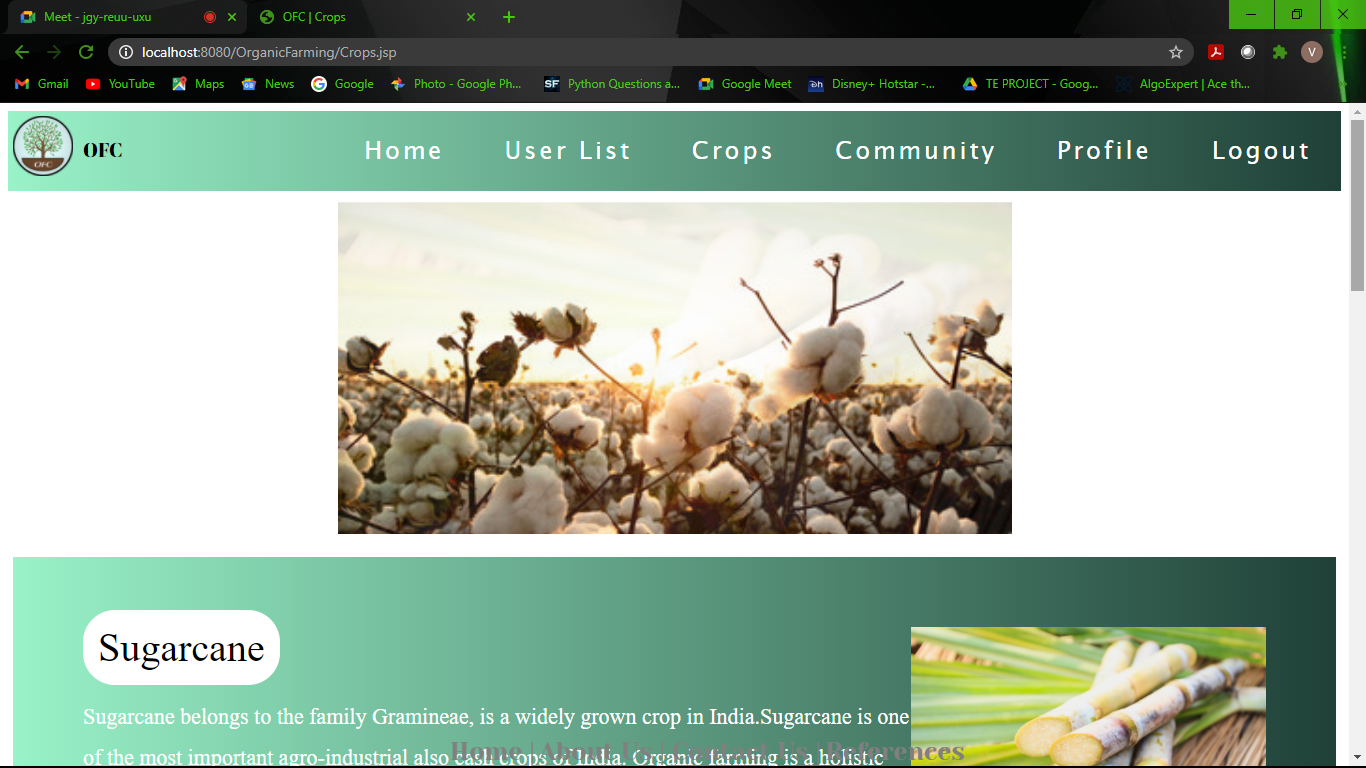 Meet - jgy-reuu-uxu
OFC | Crops
localhost:8080/OrganicFarming/Crops.jsp
V
Gmail YouTube Maps News Google Photo - Google Ph... SF Python Questions a... Google Meet Disney+ Hotstar -... TE PROJECT - Goog... AlgoExpert | Ace th...
OFC OFC Home User List Crops Community Profile Logout
Sugarcane
Sugarcane belongs to the family Gramineae, is a widely grown crop in India.Sugarcane is one
of the most important agro-industrial also cash crops of India. Organic farming is a holistic
Home | About Us | Contact Us | References